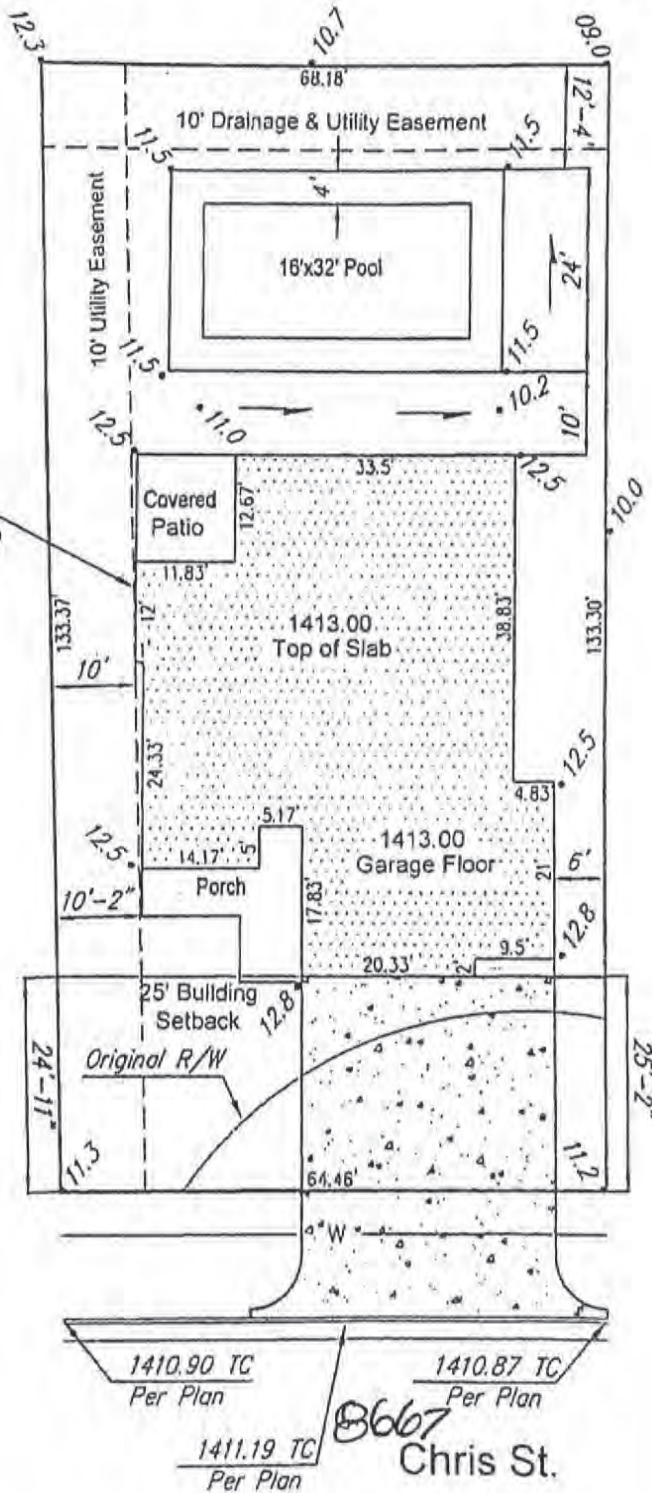 12.3
10.7
09.0
68.18'
12'-4"
10' Drainage & Utility Easement
11.5
11.5
4'
10' Utility Easement
16'x32' Pool
24'
11.5
11.5
11.0
10.2
10'
12.5
33.5'
12.5
10.0
Covered
Patio
12.67'
11.83'
133.37'
12'
1413.00
Top of Slab
38.83'
133.30'
10'
24.33'
12.5
4.83'
5.17'
1413.00
Garage Floor
12.5
14.17'
5'
21'
6'
Porch
17.83'
10'-2"
12.8
9.5'
20.33'
2'
25' Building
Setback
12.8
24'-11"
25'-2"
Original R/W
11.3
11.2
64.46'
W
1410.90 TC
Per Plan
1410.87 TC
Per Plan
1411.19 TC
Per Plan
8667
Chris St.